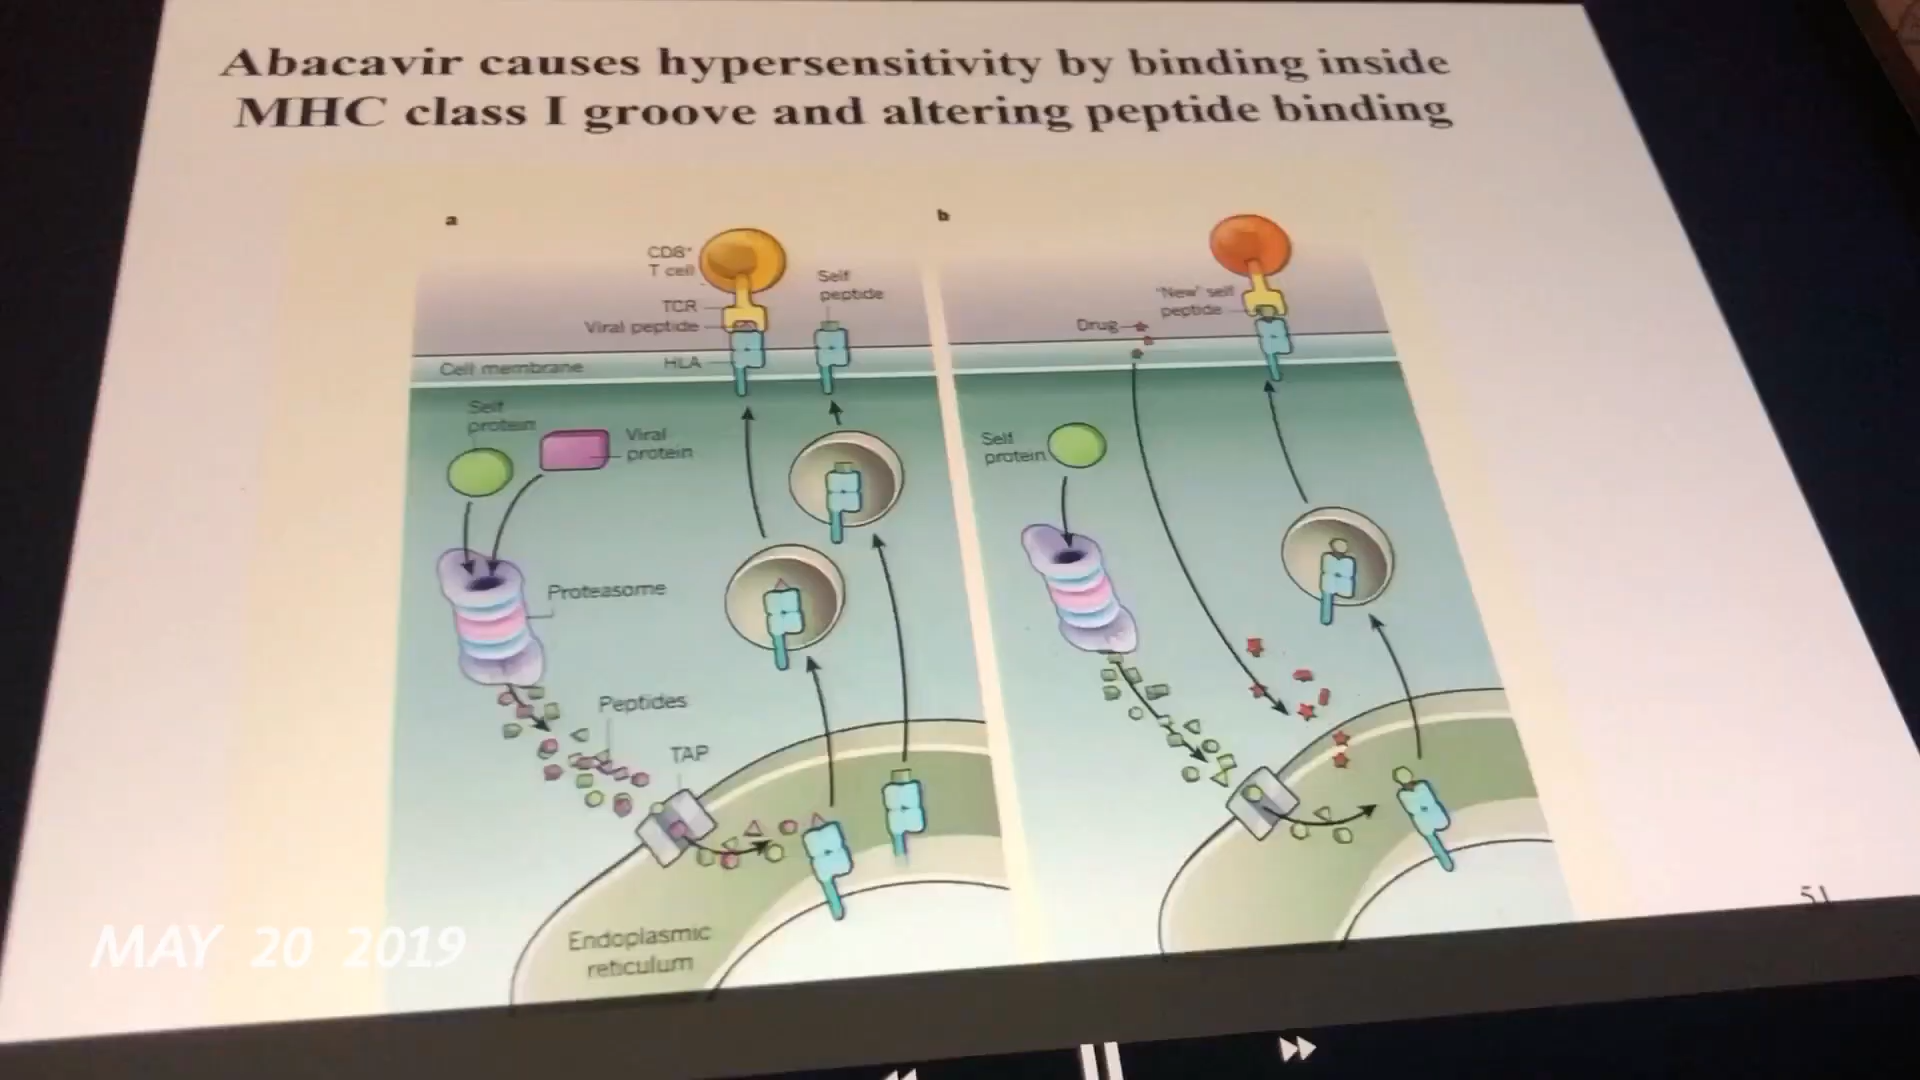 Abacavir causes hypersensitivity by binding inside
MHC class I groove and altering peptide binding
a
CD8+
T cell
TCR
Viral peptide
HLA
Self
peptide
Cell membrane
Self
protein
Viral
protein
Proteasome
Peptides
TAP
Endoplasmic
reticulum
b
"New" self
peptide
Drug
Self
protein
51
MAY 20 2019